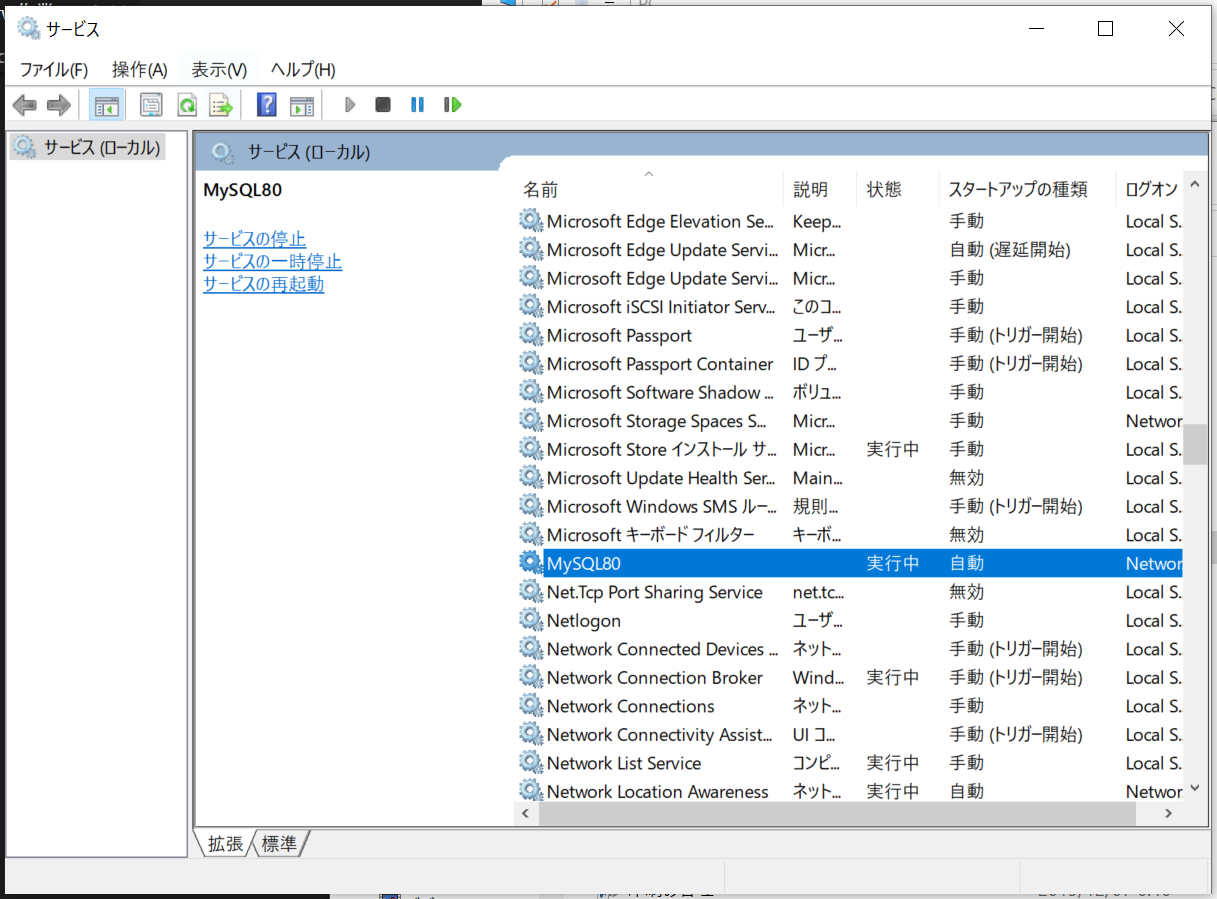 サービス
ファイル(F) 操作(A) 表示(V) ヘルプ(H)
サービス (ローカル)
サービス (ローカル)
MySQL80
サービスの停止
サービスの一時停止
サービスの再起動
名前 説明 状態 スタートアップの種類 ログオン
Microsoft Edge Elevation Se... Keep... 手動 Local S...
Microsoft Edge Update Servi... Micr... 自動 (遅延開始) Local S...
Microsoft Edge Update Servi... Micr... 手動 Local S...
Microsoft iSCSI Initiator Serv... このコ... 手動 Local S...
Microsoft Passport ユーザ... 手動 (トリガー開始) Local S...
Microsoft Passport Container ID プ... 手動 (トリガー開始) Local S...
Microsoft Software Shadow ... ボリュ... 手動 Local S...
Microsoft Storage Spaces S... Micr... 手動 Networ
Microsoft Store インストール サ... Micr... 実行中 手動 Local S...
Microsoft Update Health Ser... Main... 無効 Local S...
Microsoft Windows SMS ルー... 規則... 手動 (トリガー開始) Local S...
Microsoft キーボード フィルター キーボ... 無効 Local S...
MySQL80 実行中 自動 Networ
Net.Tcp Port Sharing Service net.tc... 無効 Local S...
Netlogon ユーザ... 手動 Local S...
Network Connected Devices ... ネット... 手動 (トリガー開始) Local S...
Network Connection Broker Wind... 実行中 手動 (トリガー開始) Local S...
Network Connections ネット... 手動 Local S...
Network Connectivity Assist... UI コ... 手動 (トリガー開始) Local S...
Network List Service コンピ... 実行中 手動 Local S...
Network Location Awareness ネット... 実行中 自動 Networ
拡張 標準